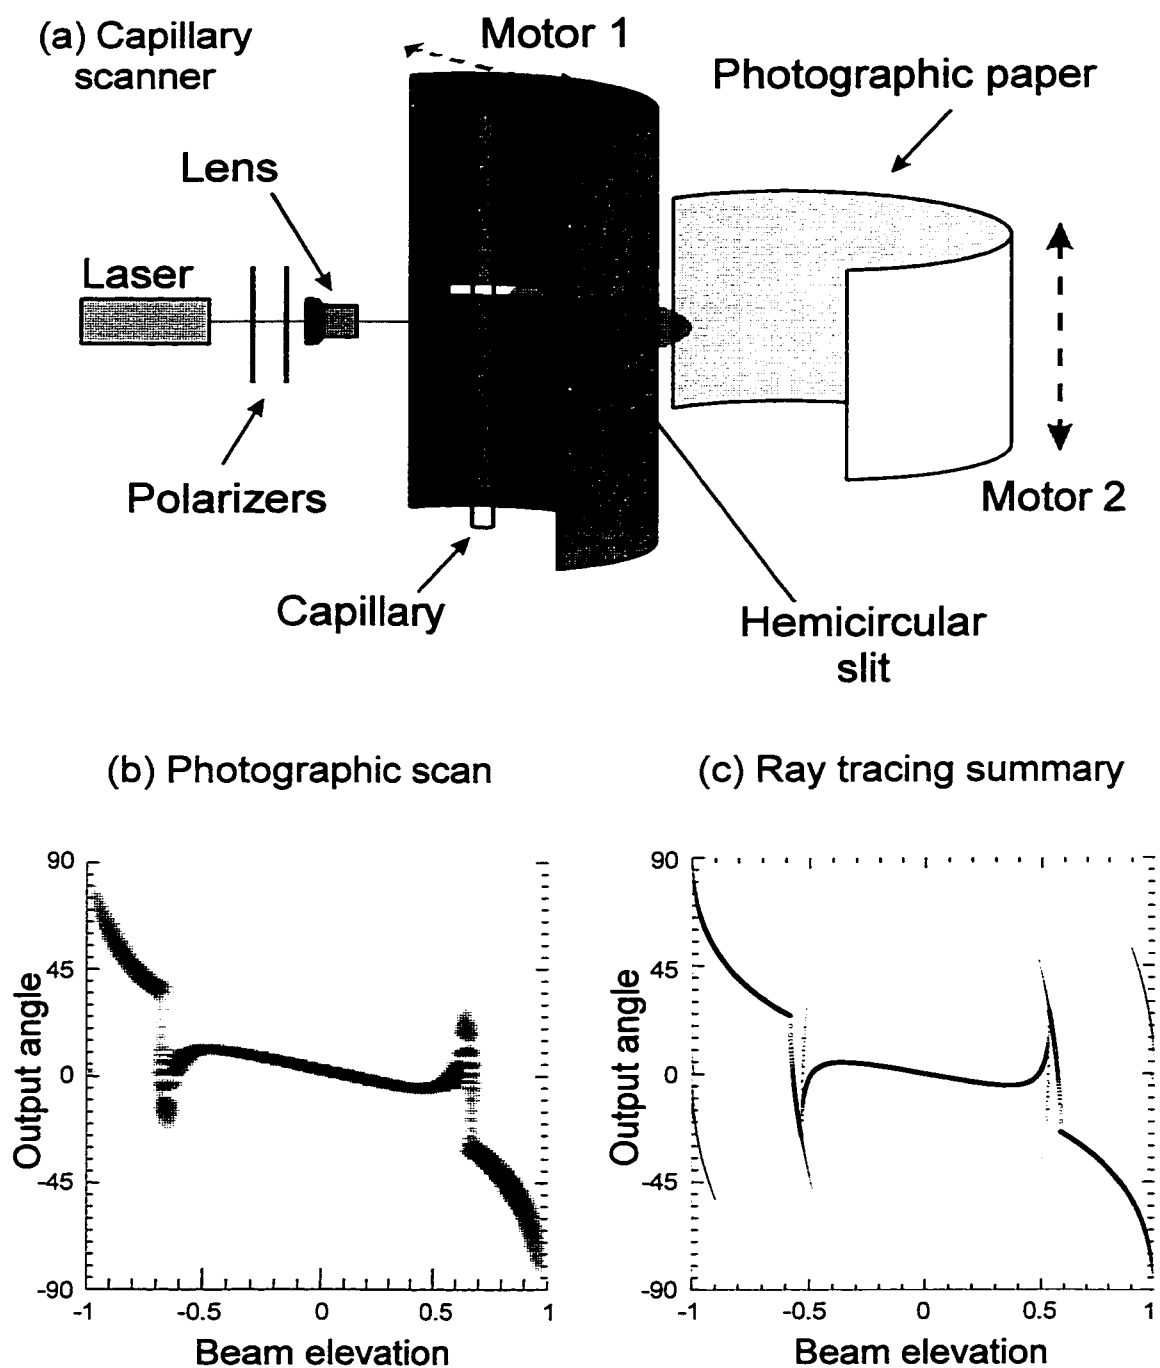 (a) Capillary
scanner
Motor 1
Photographic paper
Lens
Laser
Polarizers
Motor 2
Capillary
Hemicircular
slit
(b) Photographic scan
(c) Ray tracing summary
90
45
0
-45
-90
Output angle
-1
-0.5
0
0.5
1
Beam elevation
90
45
0
-45
-90
Output angle
-1
-0.5
0
0.5
1
Beam elevation